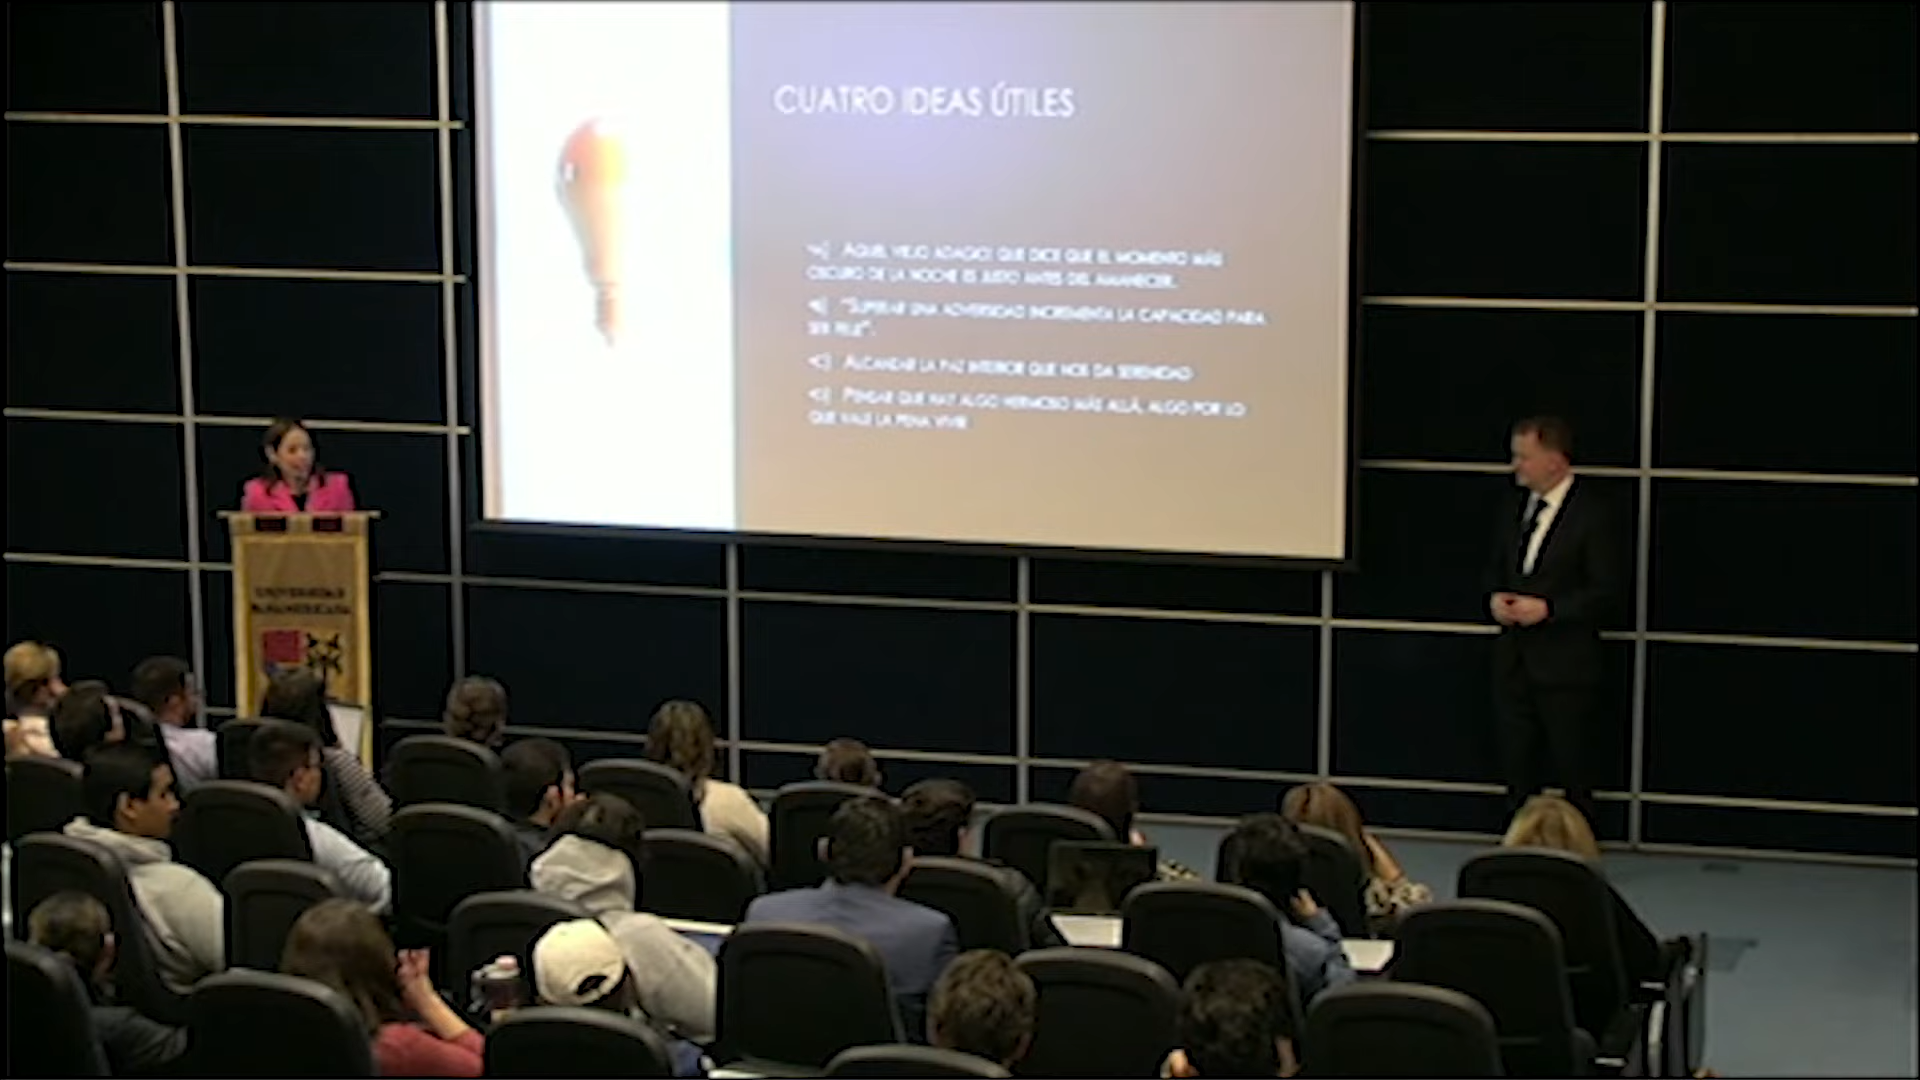 CUATRO IDEAS ÚTILES
AQUEL VIEJO ADAGIO QUE DICE QUE EL MOMENTO MÁS
OSCURO DE LA NOCHE ES JUSTO ANTES DEL AMANECER.
"SUPERAR UNA ADVERSIDAD INCREMENTA LA CAPACIDAD PARA
SER FELIZ".
ALCANZAR LA PAZ INTERIOR QUE NOS DA SERENIDAD
PENSAR QUE HAY ALGO HERMOSO MÁS ALLÁ, ALGO POR LO
QUE VALE LA PENA VIVIR
UNIVERSIDAD
PANAMERICANA